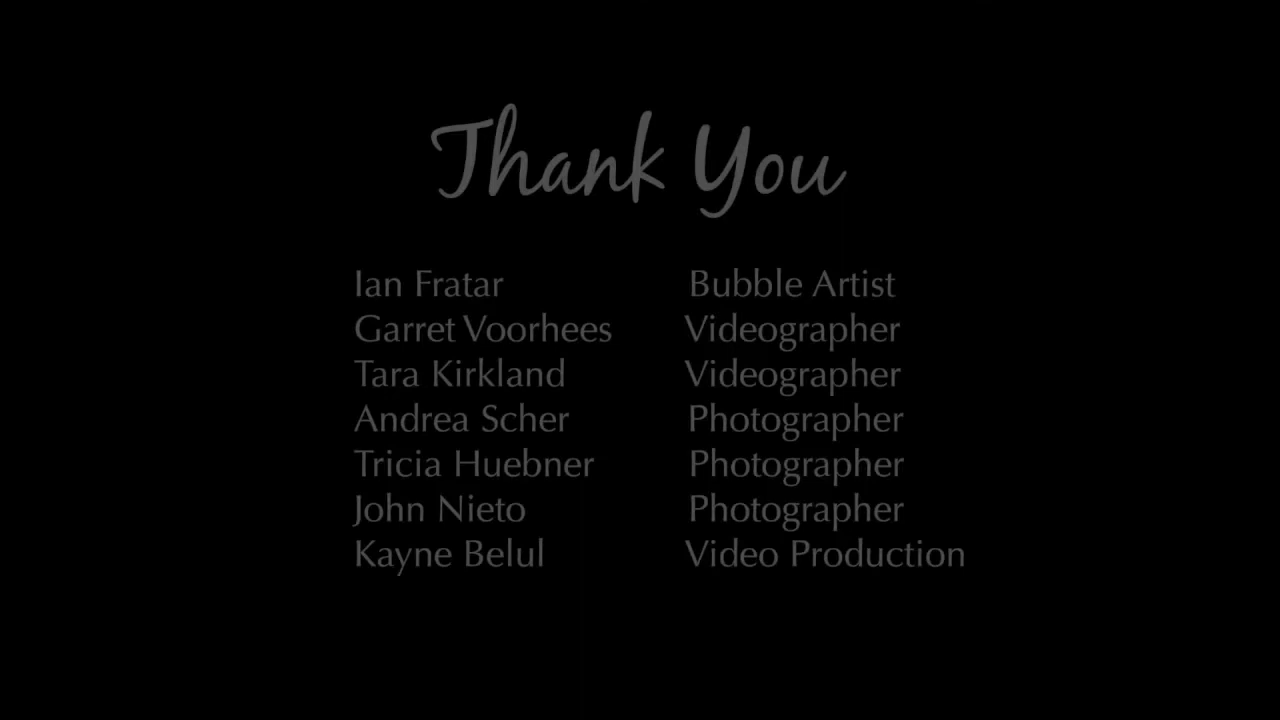 Thank You
Ian Fratar Bubble Artist
Garret Voorhees Videographer
Tara Kirkland Videographer
Andrea Scher Photographer
Tricia Huebner Photographer
John Nieto Photographer
Kayne Belul Video Production